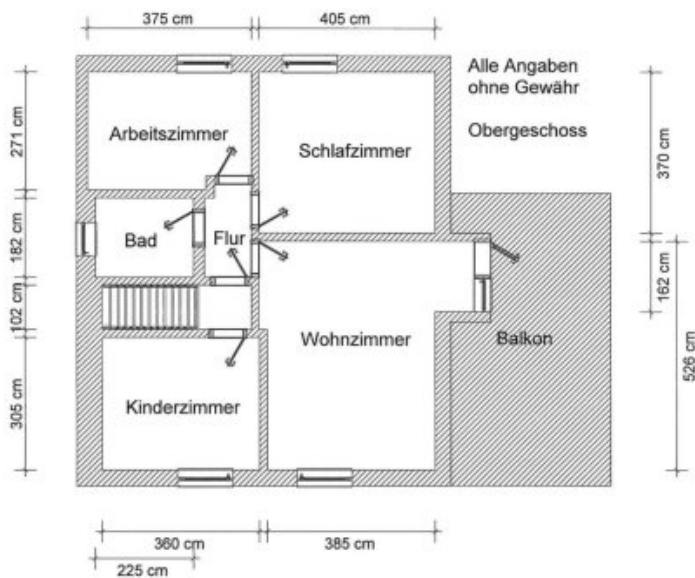 375 cm
405 cm
Alle Angaben
ohne Gewähr
Obergeschoss
271 cm
Arbeitszimmer
Schlafzimmer
370 cm
182 cm
Bad
Flur
102 cm
162 cm
Wohnzimmer
Balkon
526 cm
305 cm
Kinderzimmer
360 cm
385 cm
225 cm